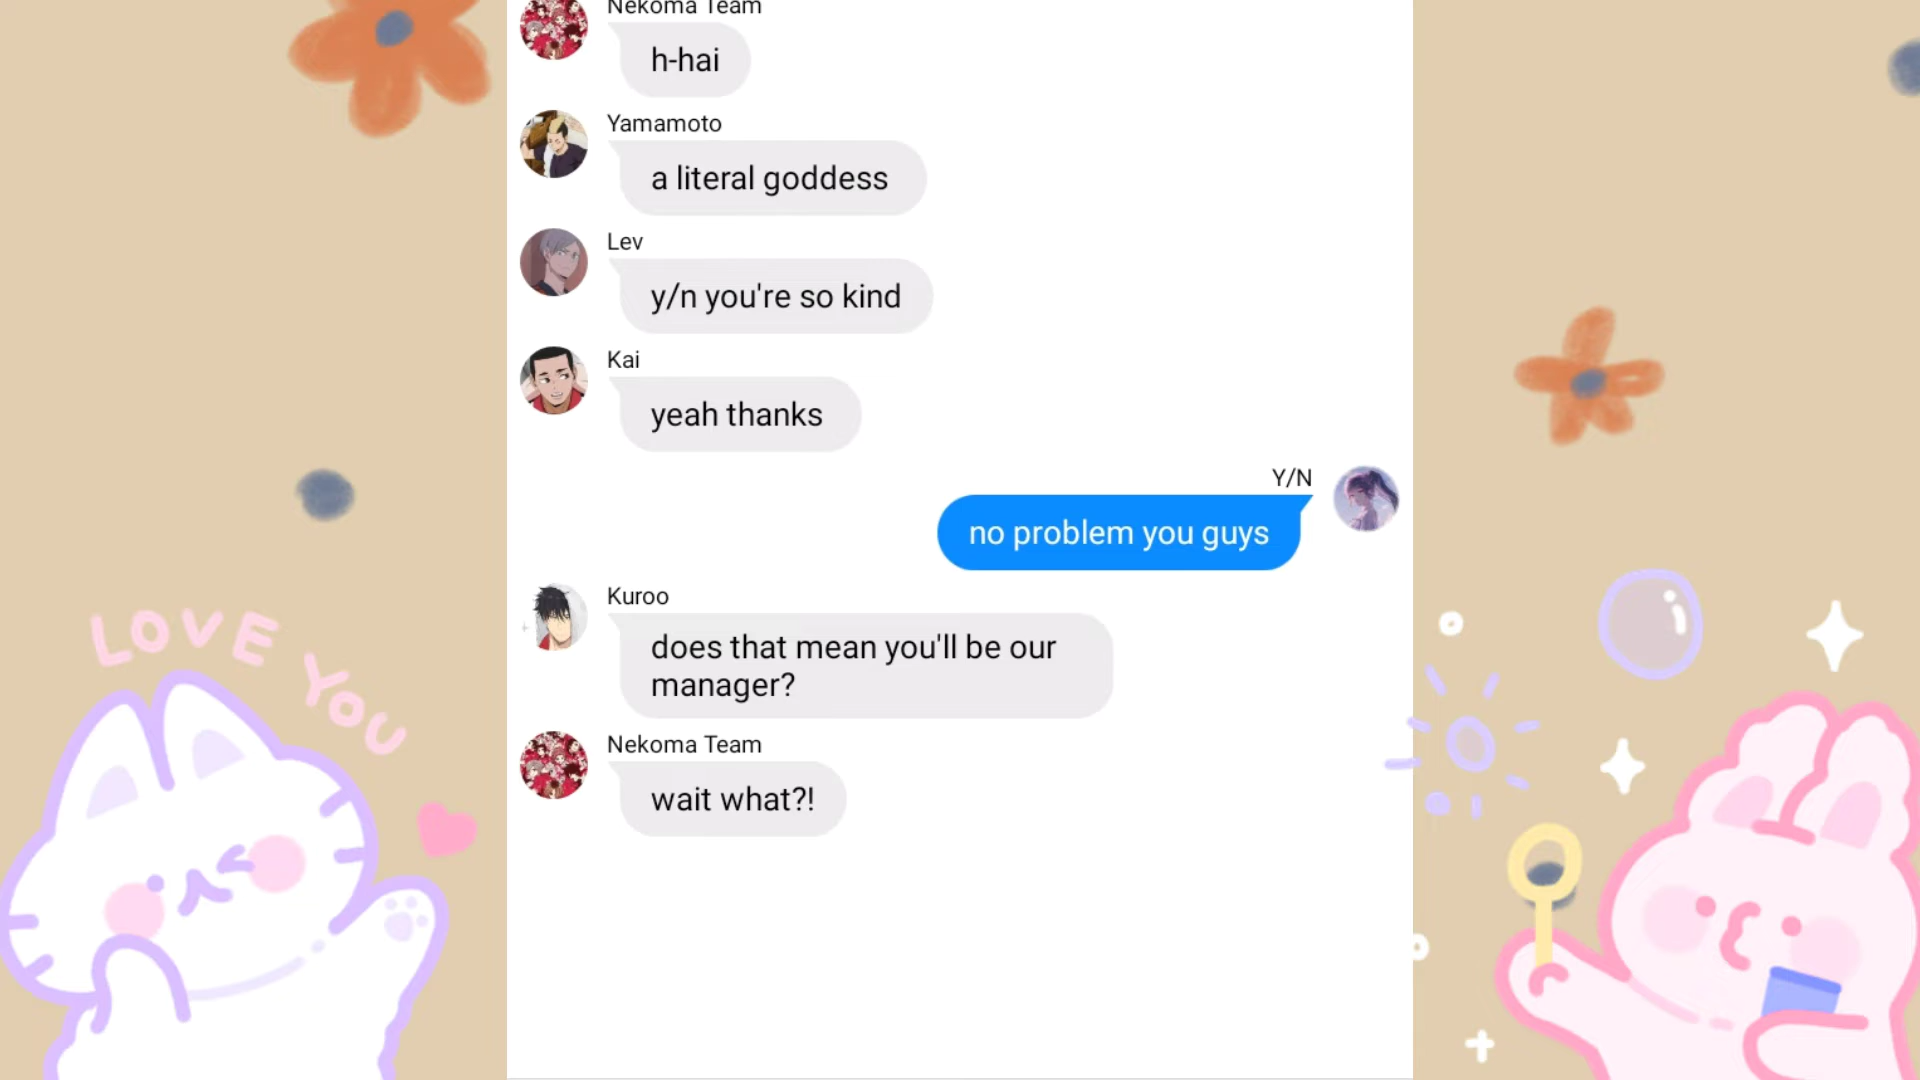 Nekoma Team
h-hai
Yamamoto
a literal goddess
Lev
y/n you're so kind
Kai
yeah thanks
Y/N
no problem you guys
Kuroo
does that mean you'll be our
manager?
Nekoma Team
wait what?!
LOVE YOU